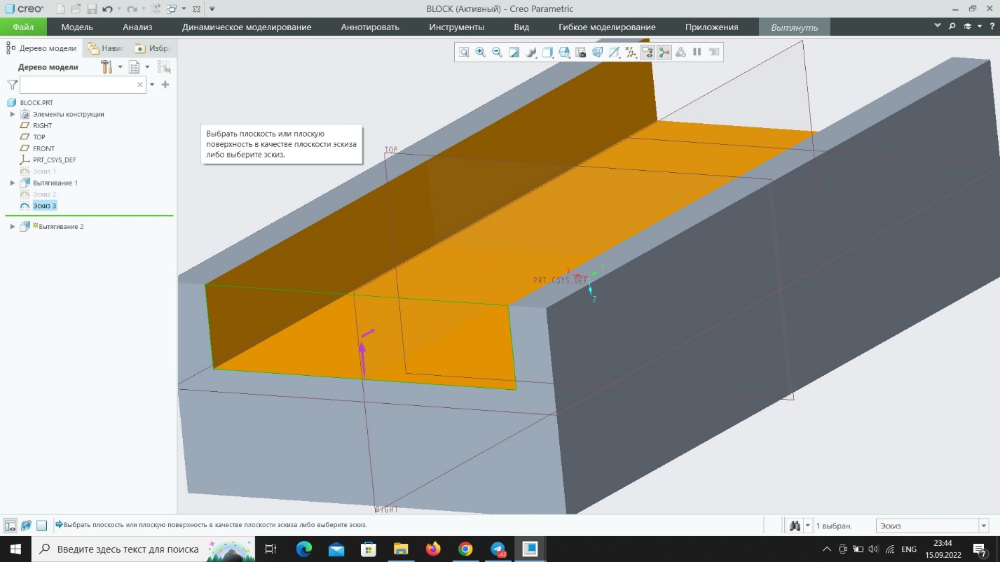 creo®
BLOCK (Активный) - Creo Parametric
Файл
Модель
Анализ
Динамическое моделирование
Аннотировать
Инструменты
Вид
Гибкое моделирование
Приложения
Вытянуть
Дерево модели
Навиг
Избра
Дерево модели
BLOCK.PRT
Элементы конструкции
RIGHT
TOP
FRONT
PRT_CSYS_DEF
Эскиз 1
Вытягивание 1
Эскиз 2
Эскиз 3
Вытягивание 2
Выбрать плоскость или плоскую
поверхность в качестве плоскости эскиза
либо выберите эскиз.
TOP
X
Y
PRT_CSYS_DEF
Z
RIGHT
Выбрать плоскость или плоскую поверхность в качестве плоскости эскиза либо выберите эскиз.
1 выбран.
Эскиз
Введите здесь текст для поиска
42
ENG
23:44
15.09.2022
7